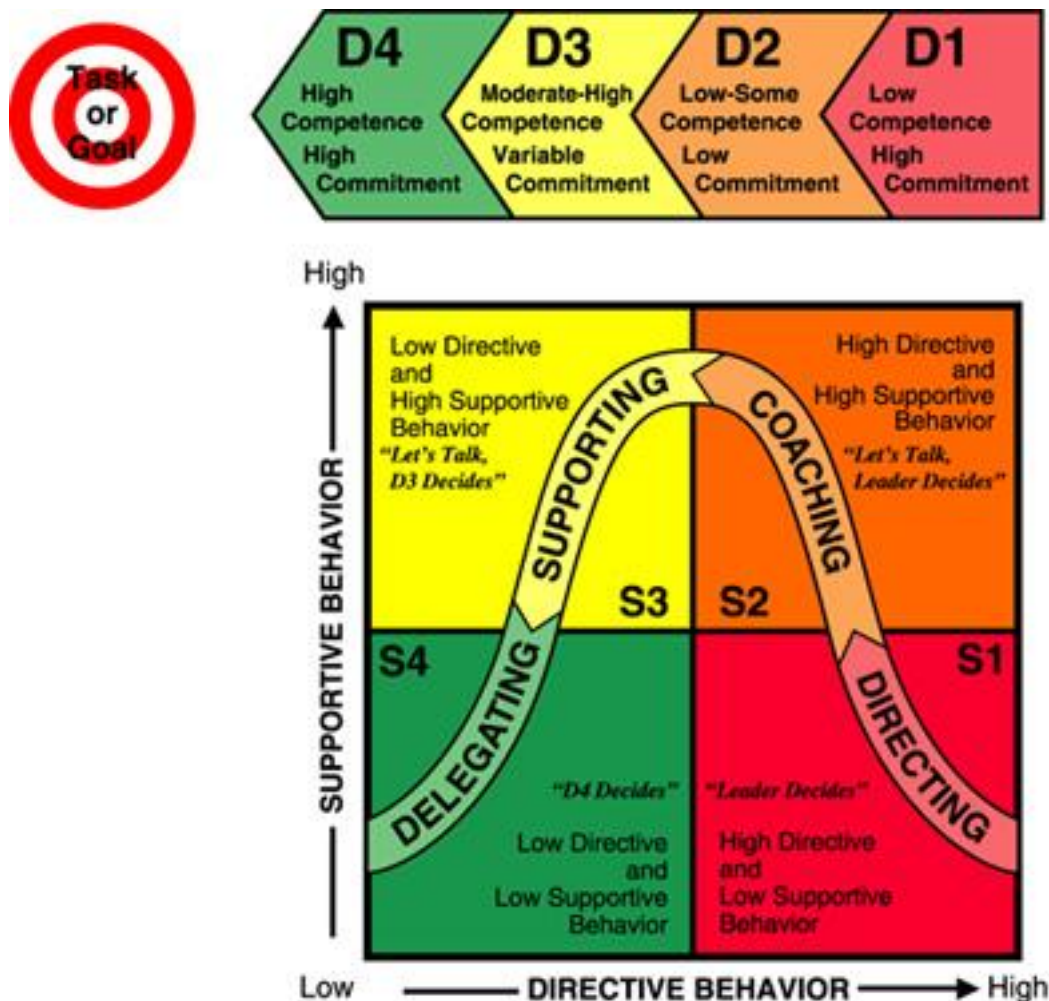 Task
or
Goal
D4
High
Competence
High
Commitment
D3
Moderate-High
Competence
Variable
Commitment
D2
Low-Some
Competence
Low
Commitment
D1
Low
Competence
High
Commitment
High
SUPPORTIVE BEHAVIOR
Low Directive
and
High Supportive
Behavior
“Let's Talk,
D3 Decides”
SUPPORTING
S3
High Directive
and
High Supportive
Behavior
“Let's Talk,
Leader Decides”
COACHING
S2
S4
DELEGATING
“D4 Decides”
Low Directive
and
Low Supportive
Behavior
S1
DIRECTING
“Leader Decides”
High Directive
and
Low Supportive
Behavior
Low
DIRECTIVE BEHAVIOR
High